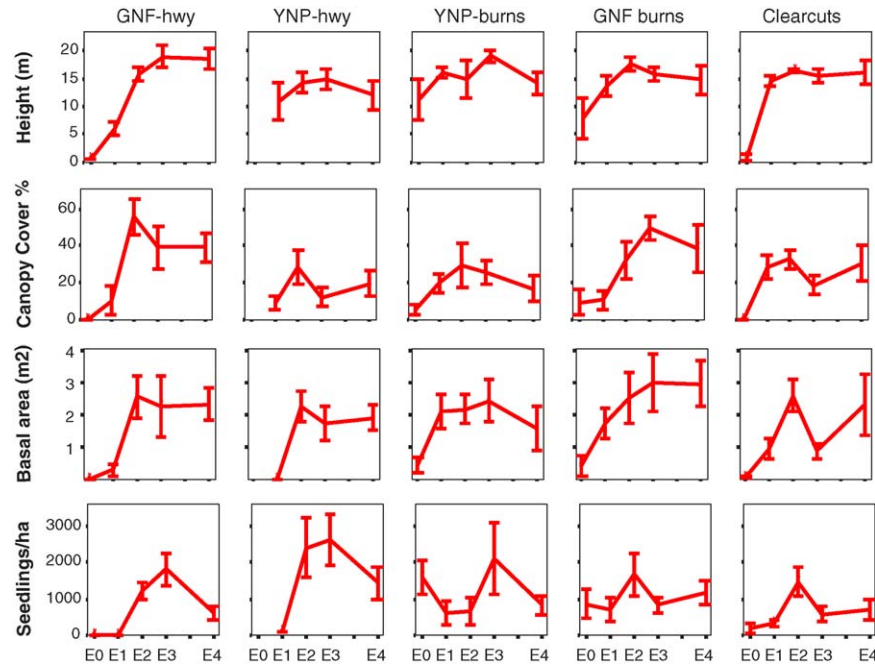 GNF-hwy YNP-hwy YNP-burns GNF burns Clearcuts
Height (m)
20
15
10
5
0
Canopy Cover %
60
40
20
0
Basal area (m2)
4
3
2
1
Seedlings/ha
3000
2000
1000
0
E0 E1 E2 E3 E4 E0 E1 E2 E3 E4 E0 E1 E2 E3 E4 E0 E1 E2 E3 E4 E0 E1 E2 E3 E4